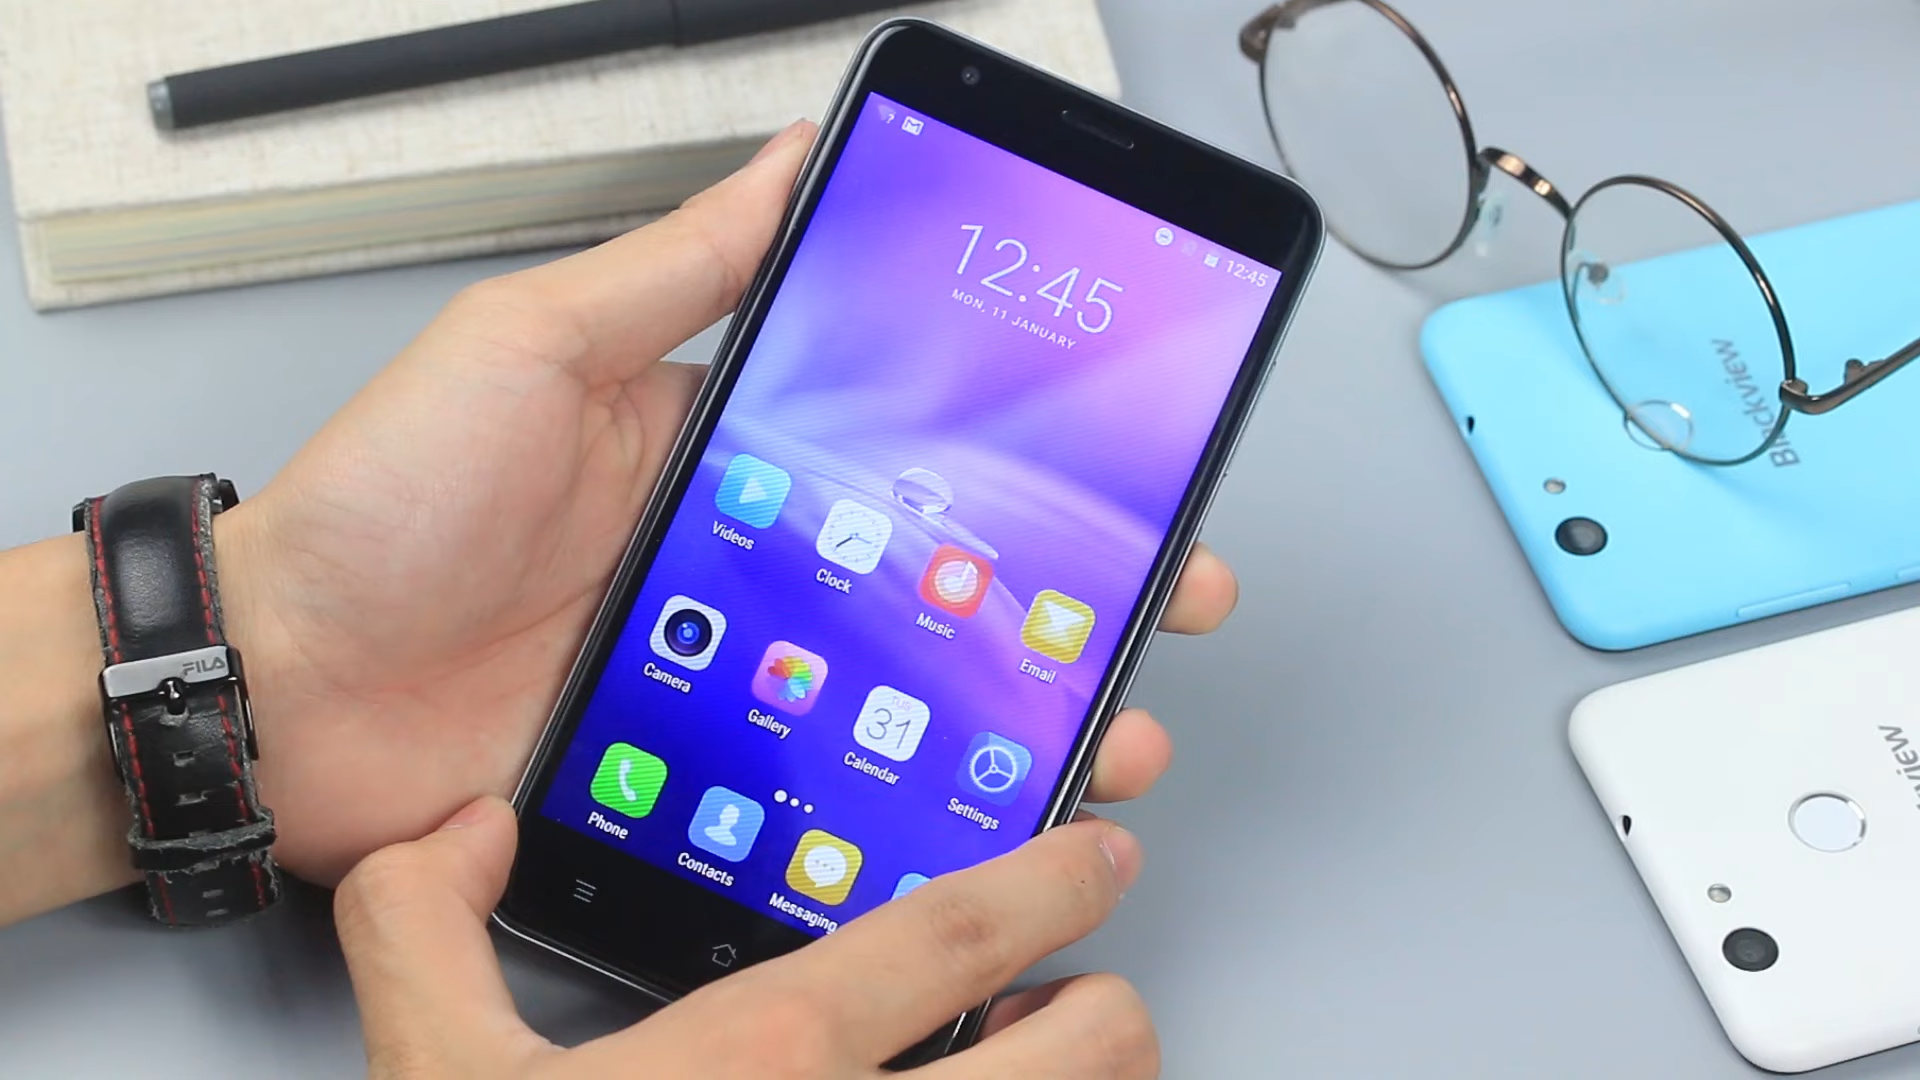 12:45
12:45
MON, 11 JANUARY
Videos
Clock
Music
Email
Camera
Gallery
TUE
31
Calendar
Settings
Phone
Contacts
Messaging
FILA
Blackview
view